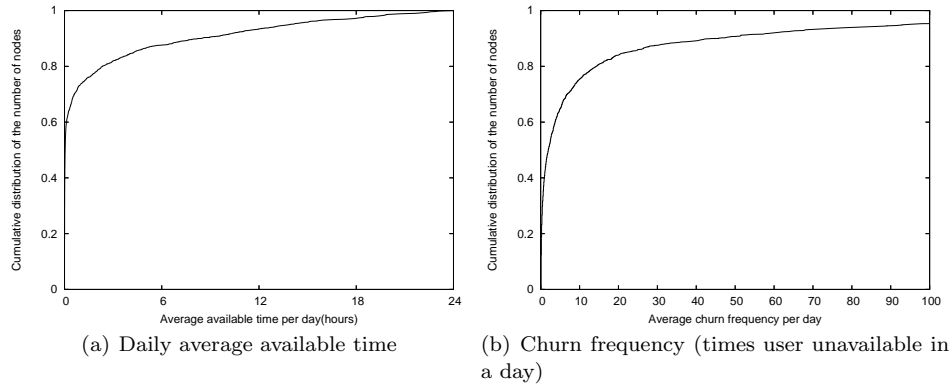 Cumulative distribution of the number of nodes
1
0.8
0.6
0.4
0.2
0
0 6 12 18 24
Average available time per day(hours)
(a) Daily average available time
Cumulative distribution of the number of nodes
1
0.8
0.6
0.4
0.2
0
0 10 20 30 40 50 60 70 80 90 100
Average churn frequency per day
(b) Churn frequency (times user unavailable in
a day)